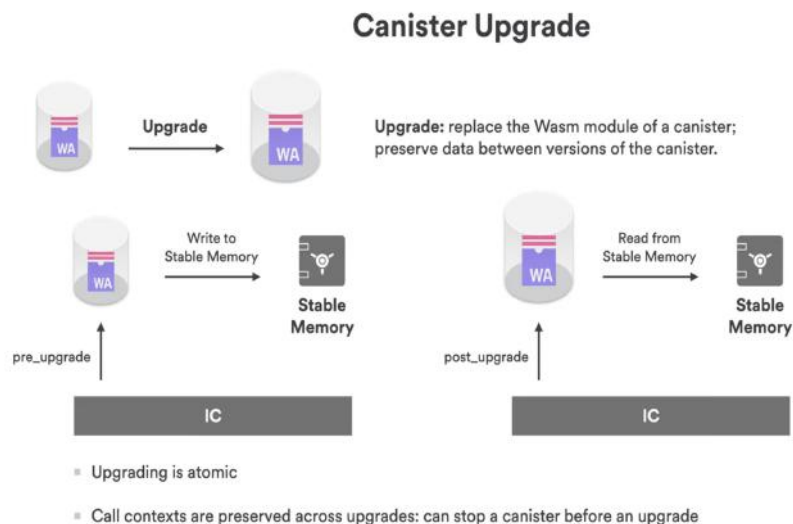 Canister Upgrade
WA
Upgrade
WA
Upgrade: replace the Wasm module of a canister;
preserve data between versions of the canister.
WA
Write to
Stable Memory
Stable
Memory
pre_upgrade
IC
WA
Read from
Stable Memory
Stable
Memory
post_upgrade
IC
Upgrading is atomic
Call contexts are preserved across upgrades: can stop a canister before an upgrade